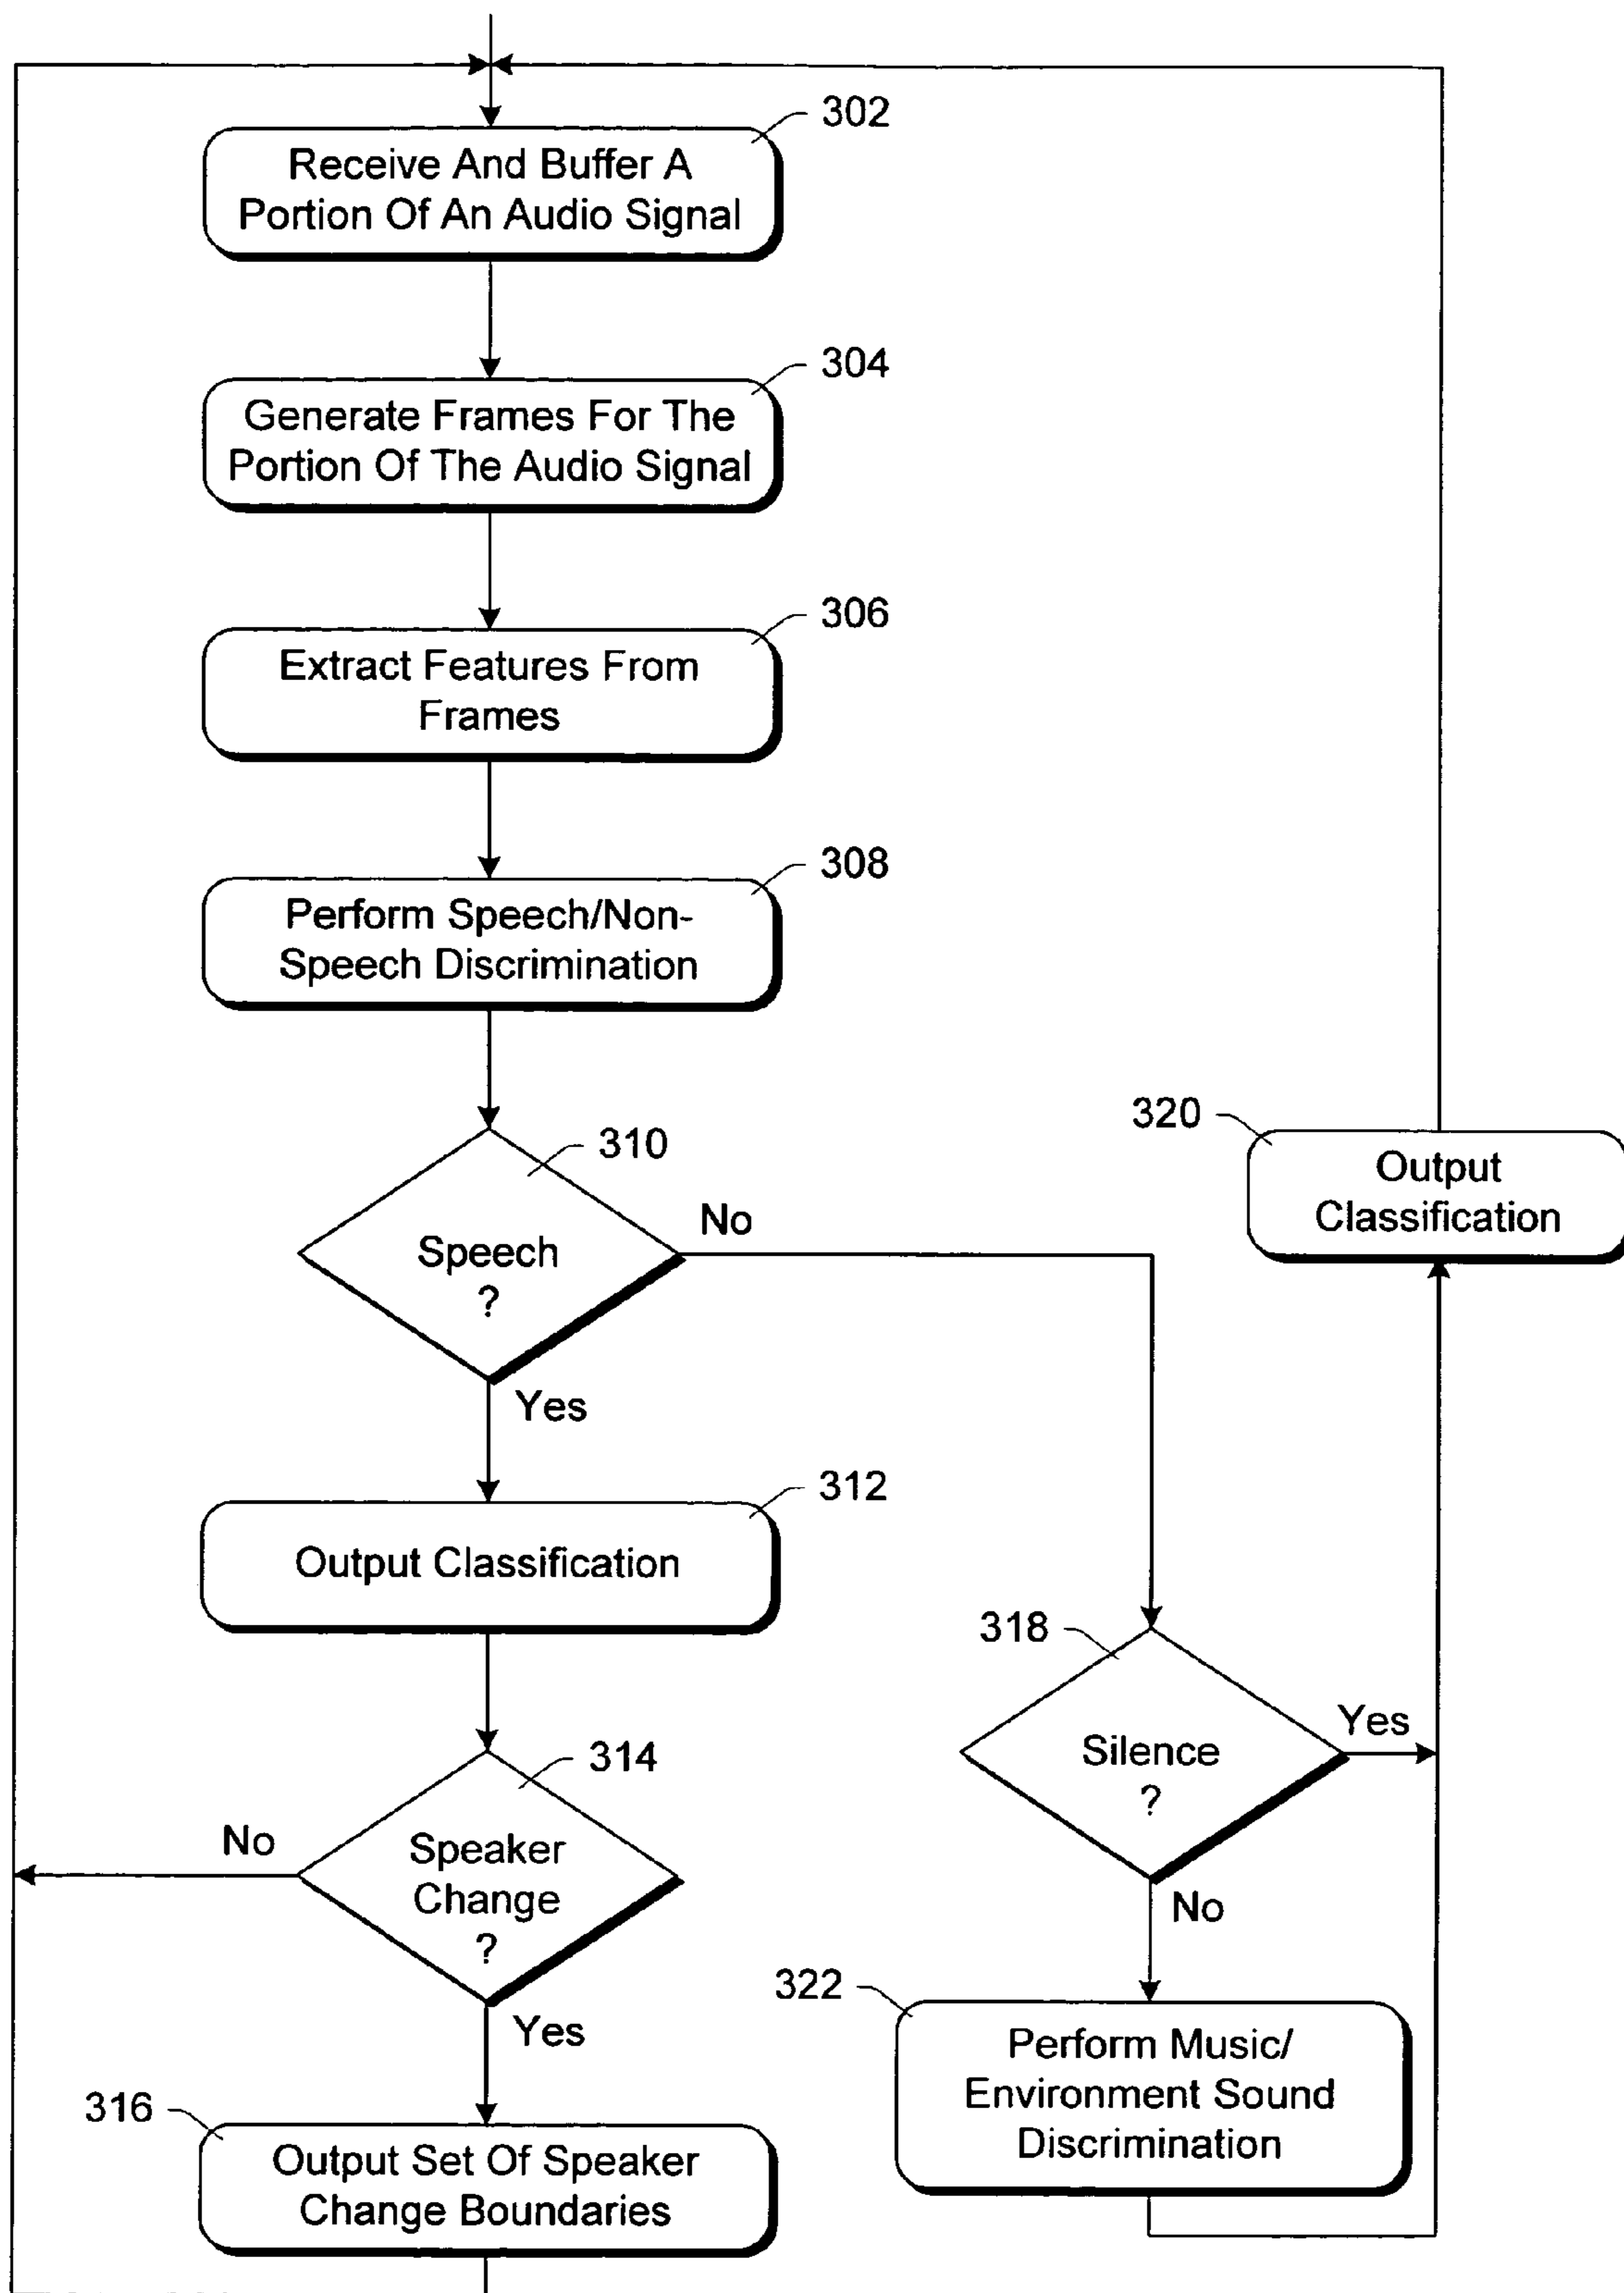 302
Receive And Buffer A
Portion Of An Audio Signal
304
Generate Frames For The
Portion Of The Audio Signal
306
Extract Features From
Frames
308
Perform Speech/Non-
Speech Discrimination
310
Speech
?
No
Yes
320
Output
Classification
312
Output Classification
318
Silence
?
Yes
No
314
Speaker
Change
?
No
Yes
322
Perform Music/
Environment Sound
Discrimination
316
Output Set Of Speaker
Change Boundaries